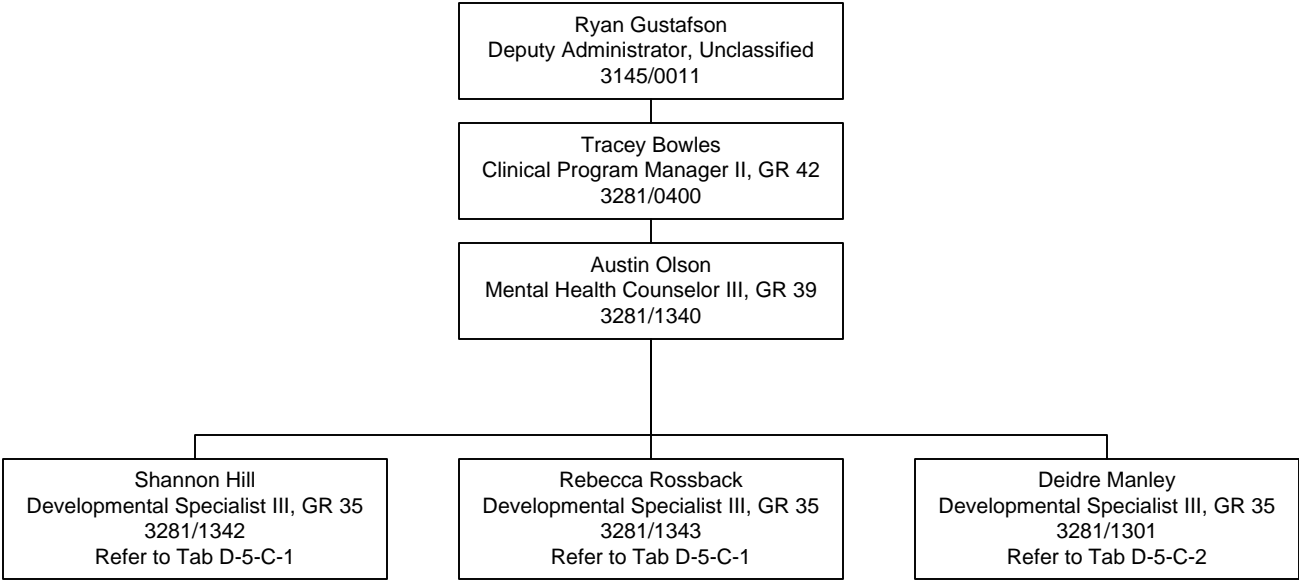 Ryan Gustafson
Deputy Administrator, Unclassified
3145/0011
Tracey Bowles
Clinical Program Manager II, GR 42
3281/0400
Austin Olson
Mental Health Counselor III, GR 39
3281/1340
Shannon Hill
Developmental Specialist III, GR 35
3281/1342
Refer to Tab D-5-C-1
Rebecca Rossback
Developmental Specialist III, GR 35
3281/1343
Refer to Tab D-5-C-1
Deidre Manley
Developmental Specialist III, GR 35
3281/1301
Refer to Tab D-5-C-2